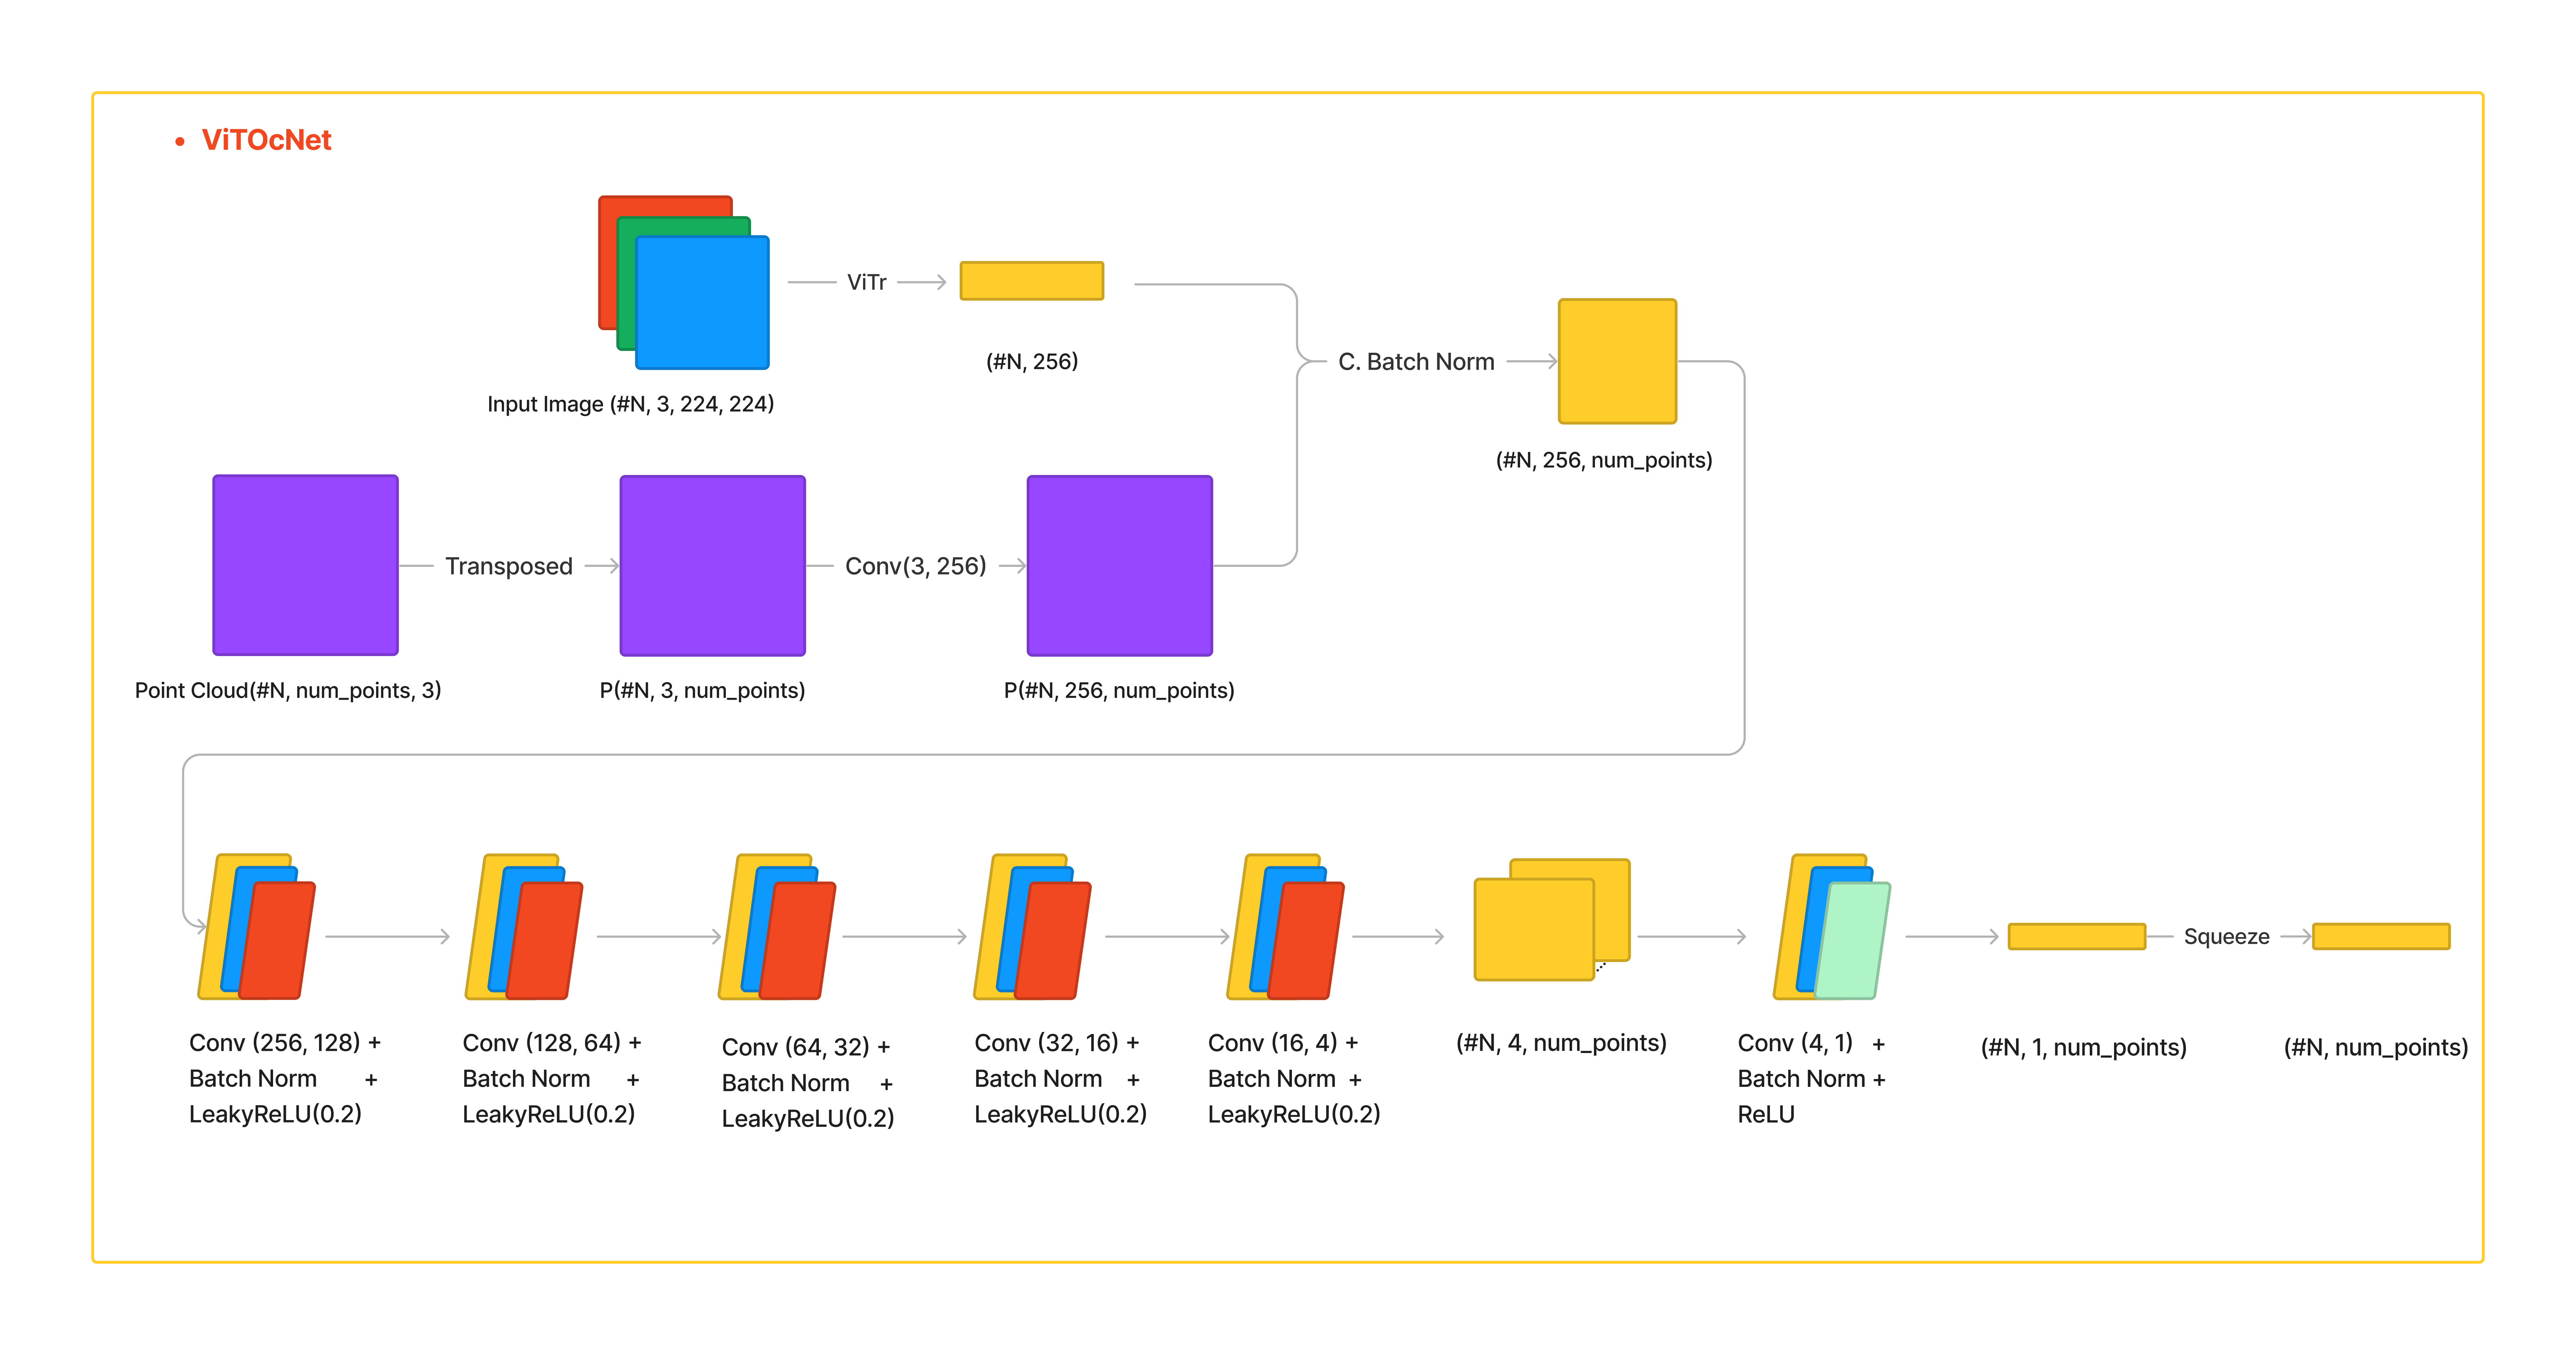 • ViTOcNet
ViTr
(#N, 256)
Input Image (#N, 3, 224, 224)
C. Batch Norm
(#N, 256, num_points)
Transposed
Conv(3, 256)
Point Cloud(#N, num_points, 3)
P(#N, 3, num_points)
P(#N, 256, num_points)
Squeeze
Conv (256, 128) +
Batch Norm +
LeakyReLU(0.2)
Conv (128, 64) +
Batch Norm +
LeakyReLU(0.2)
Conv (64, 32) +
Batch Norm +
LeakyReLU(0.2)
Conv (32, 16) +
Batch Norm +
LeakyReLU(0.2)
Conv (16, 4) +
Batch Norm +
LeakyReLU(0.2)
(#N, 4, num_points)
Conv (4, 1) +
Batch Norm +
ReLU
(#N, 1, num_points)
(#N, num_points)